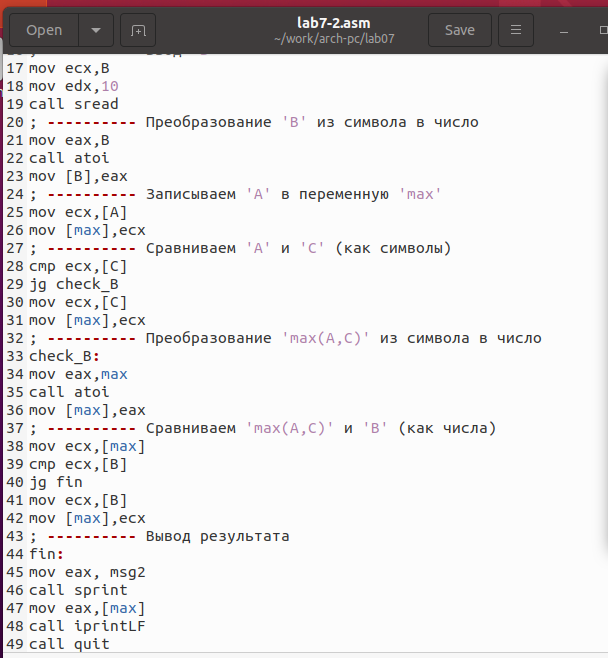 Open
lab7-2.asm
~/work/arch-pc/lab07
Save
17 mov ecx,B
18 mov edx,10
19 call sread
20 ; ---------- Преобразование 'B' из символа в число
21 mov eax,B
22 call atoi
23 mov [B],eax
24 ; ---------- Записываем 'A' в переменную 'max'
25 mov ecx,[A]
26 mov [max],ecx
27 ; ---------- Сравниваем 'A' и 'C' (как символы)
28 cmp ecx,[C]
29 jg check_B
30 mov ecx,[C]
31 mov [max],ecx
32 ; ---------- Преобразование 'max(A,C)' из символа в число
33 check_B:
34 mov eax,max
35 call atoi
36 mov [max],eax
37 ; ---------- Сравниваем 'max(A,C)' и 'B' (как числа)
38 mov ecx,[max]
39 cmp ecx,[B]
40 jg fin
41 mov ecx,[B]
42 mov [max],ecx
43 ; ---------- Вывод результата
44 fin:
45 mov eax, msg2
46 call sprint
47 mov eax,[max]
48 call iprintLF
49 call quit